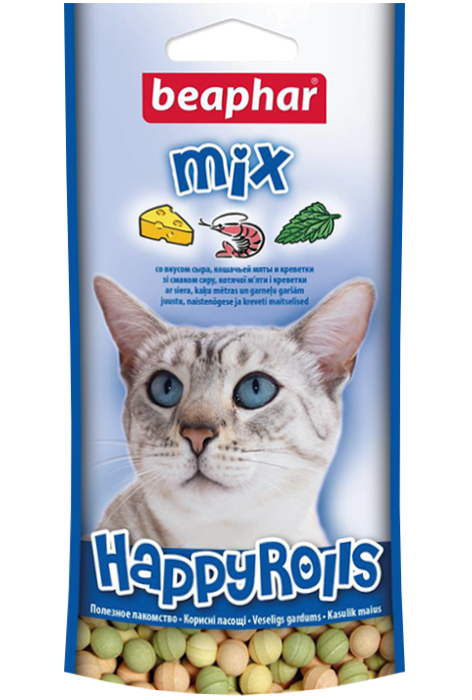 beaphar®
mix
со вкусом сыра, кошачьей мяты и креветки
зі смаком сиру, котячої м'яти і креветки
ar siera, kaķu mētras un garneļu garšām
juustu, naistenõgese ja kreveti maitselised
HappyRolls
Полезное лакомство • Корисні ласощі • Veselīgs gardums • Kasulik maius